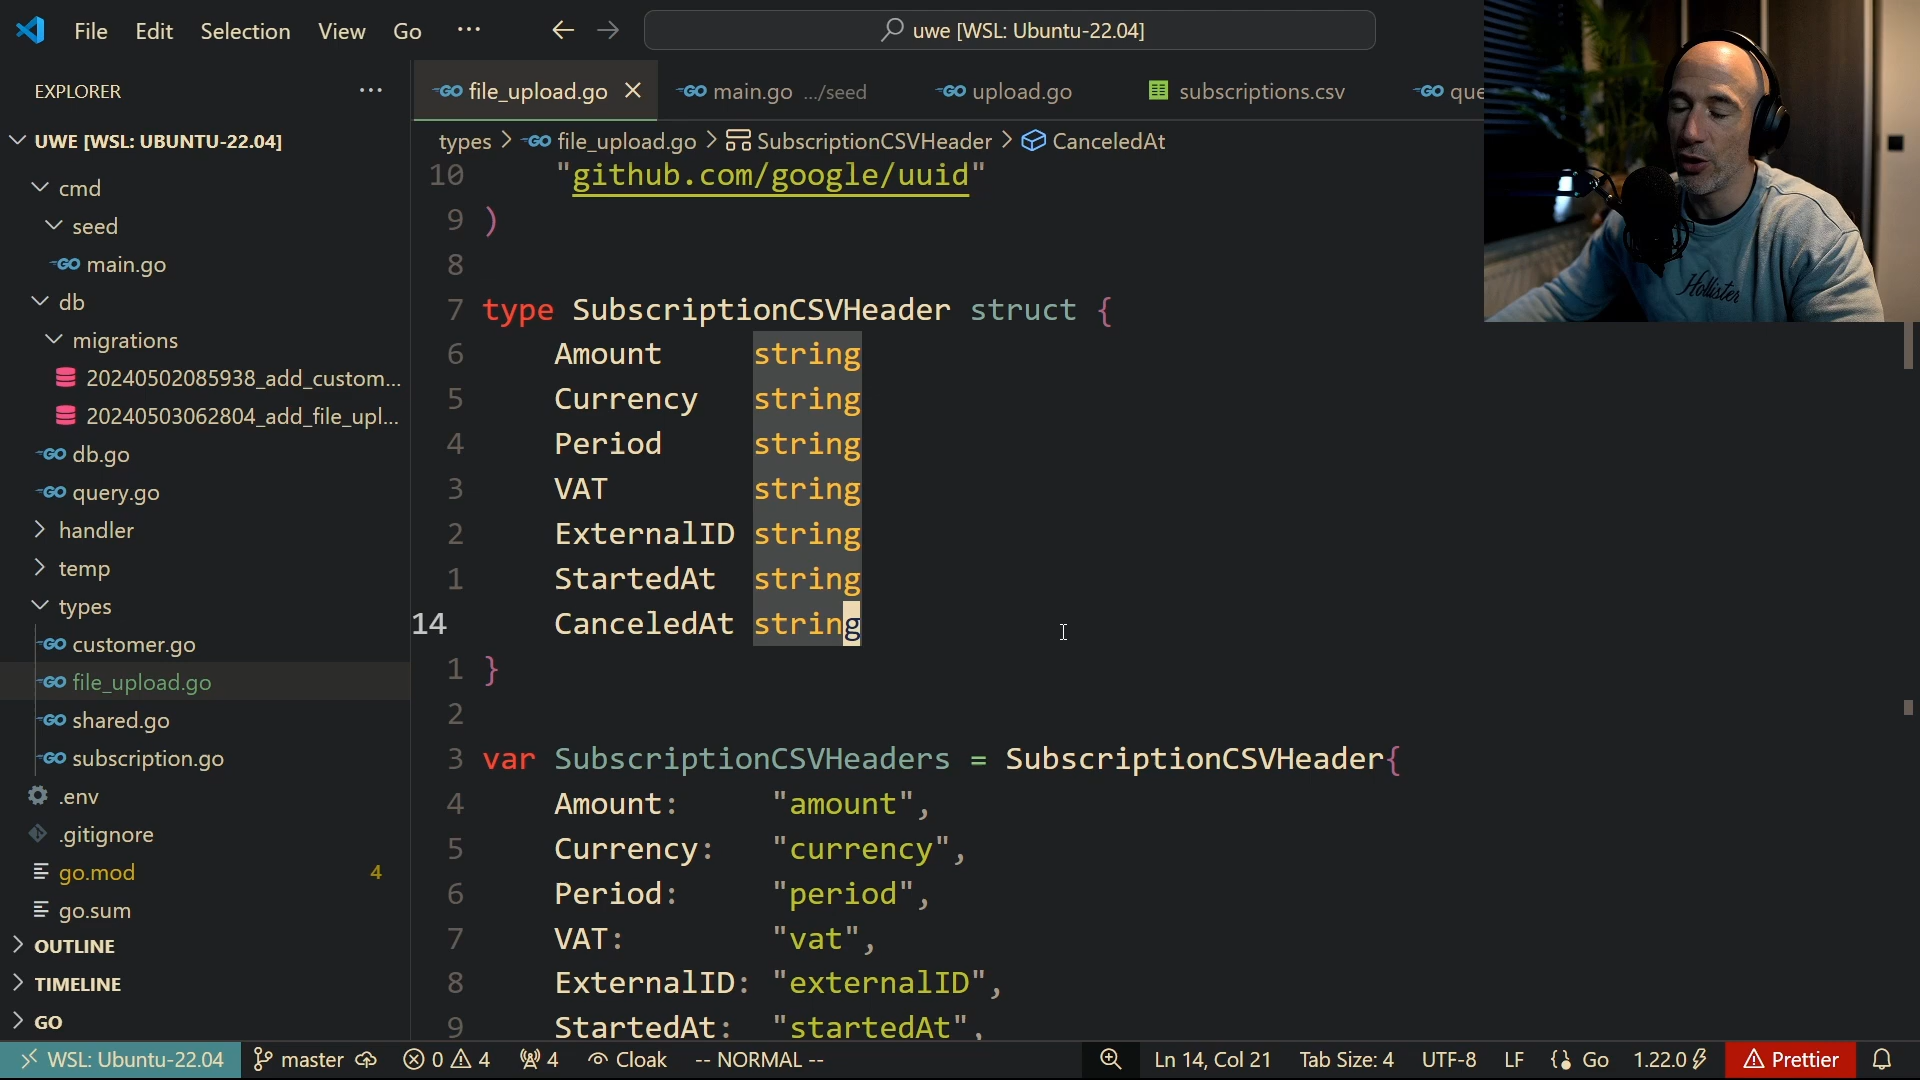 File Edit Selection View Go ···
uwe [WSL: Ubuntu-22.04]
EXPLORER ···
UWE [WSL: UBUNTU-22.04]
cmd
seed
main.go
db
migrations
20240502085938_add_custom...
20240503062804_add_file_upl...
db.go
query.go
handler
temp
types
customer.go
file_upload.go
shared.go
subscription.go
.env
.gitignore
go.mod 4
go.sum
OUTLINE
TIMELINE
GO
file_upload.go main.go .../seed upload.go subscriptions.csv que
types > file_upload.go > SubscriptionCSVHeader > CanceledAt
10 "github.com/google/uuid"
9 )
8
7 type SubscriptionCSVHeader struct {
6 Amount string
5 Currency string
4 Period string
3 VAT string
2 ExternalID string
1 StartedAt string
14 CanceledAt string
1 }
2
3 var SubscriptionCSVHeaders = SubscriptionCSVHeader{
4 Amount: "amount",
5 Currency: "currency",
6 Period: "period",
7 VAT: "vat",
8 ExternalID: "externalID",
9 StartedAt: "startedAt",
Hollister
WSL: Ubuntu-22.04 master 0 4 4 Cloak -- NORMAL -- Ln 14, Col 21 Tab Size: 4 UTF-8 LF Go 1.22.0 Prettier